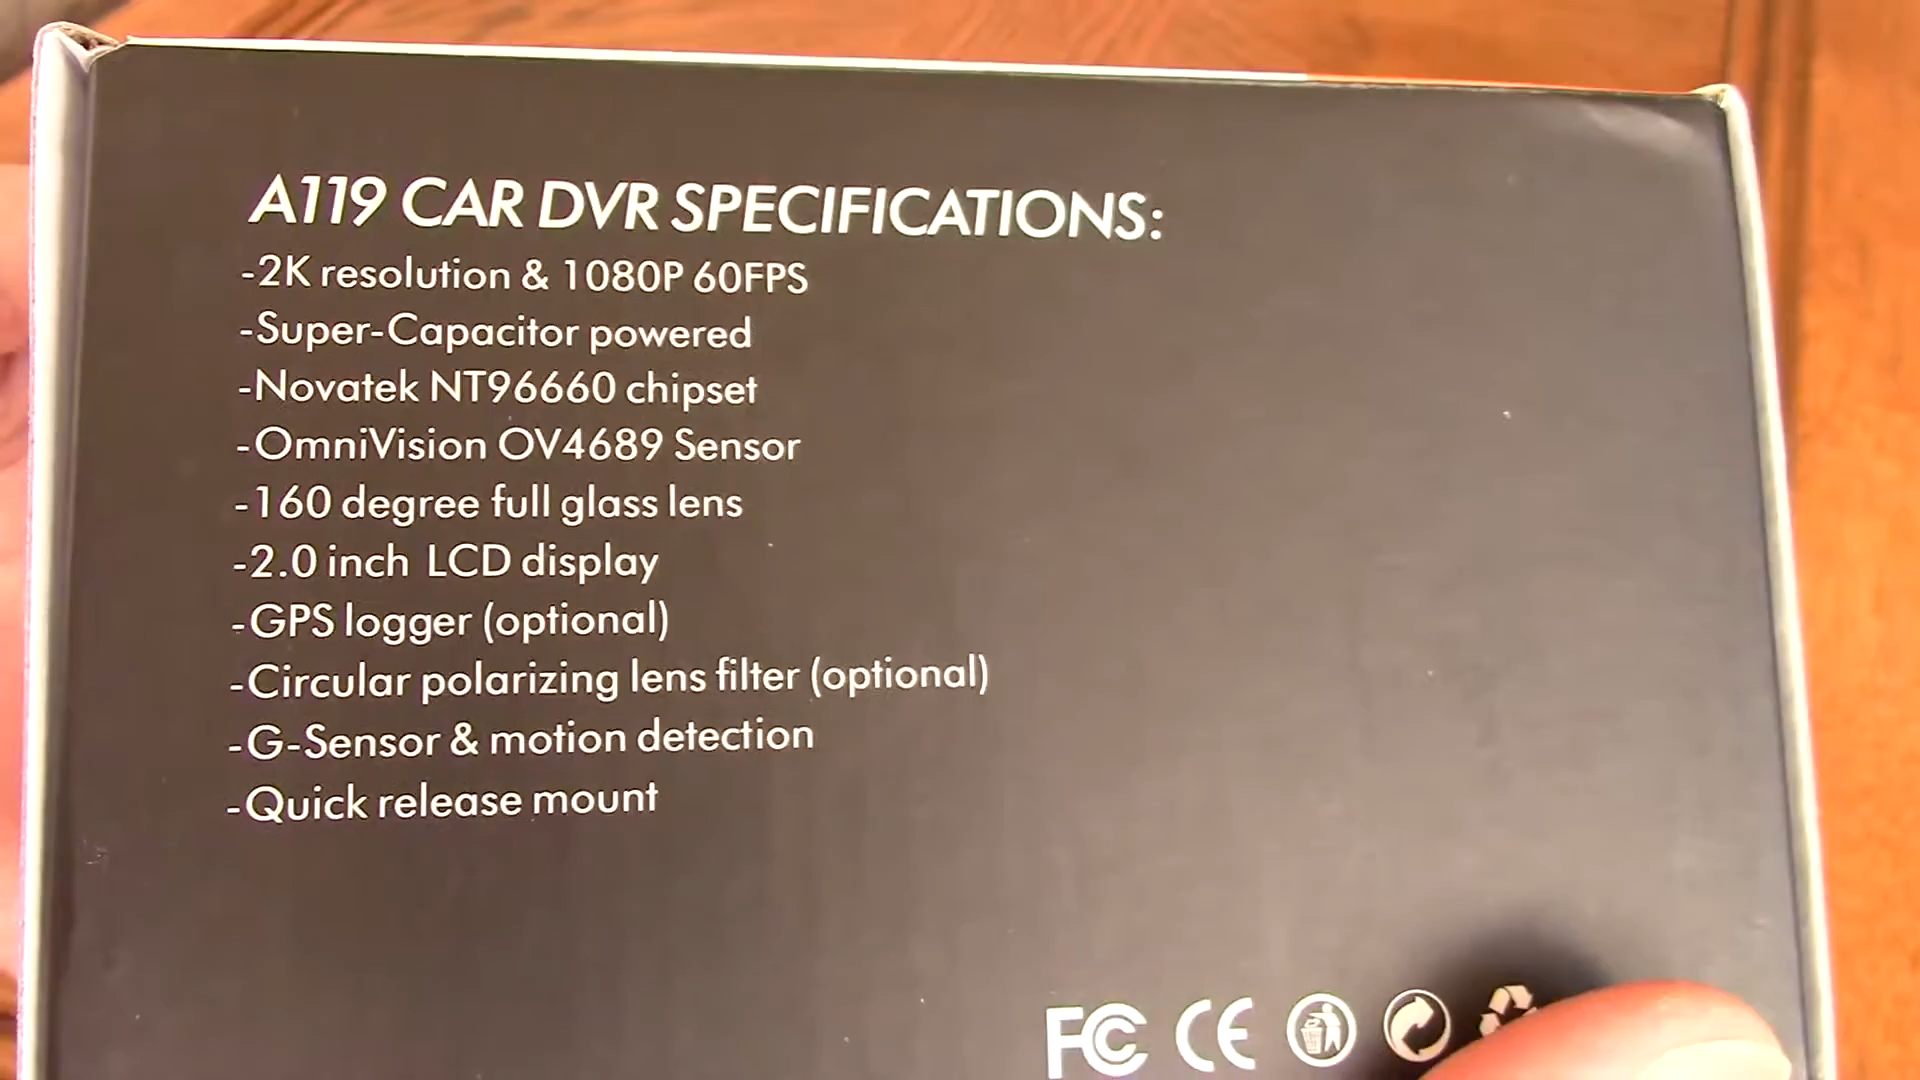 A119 CAR DVR SPECIFICATIONS:
-2K resolution & 1080P 60FPS
-Super-Capacitor powered
-Novatek NT96660 chipset
-OmniVision OV4689 Sensor
-160 degree full glass lens
-2.0 inch LCD display
-GPS logger (optional)
-Circular polarizing lens filter (optional)
-G-Sensor & motion detection
-Quick release mount
FC CE